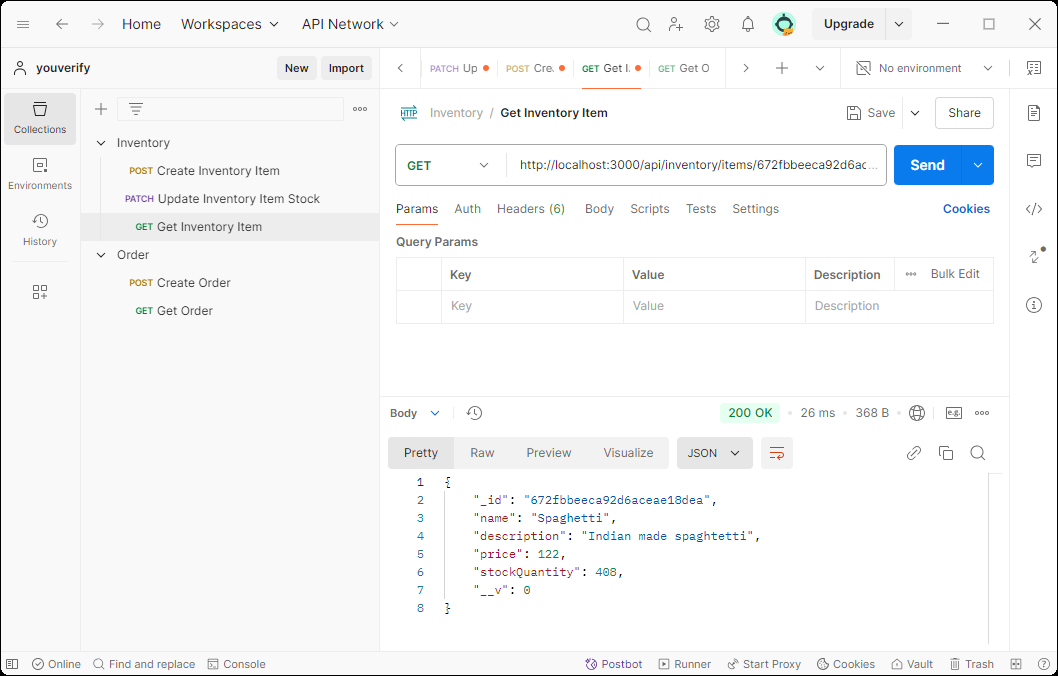 Home Workspaces API Network Upgrade
youverify New Import
PATCH Up POST Cre. GET Get I. GET Get O No environment
Collections
Environments
History
Inventory
POST Create Inventory Item
PATCH Update Inventory Item Stock
GET Get Inventory Item
Order
POST Create Order
GET Get Order
HTTP Inventory / Get Inventory Item Save Share
GET http://localhost:3000/api/inventory/items/672fbbeeca92d6ac... Send
Params Auth Headers (6) Body Scripts Tests Settings Cookies
Query Params
Key Value Description Bulk Edit
Key Value Description
Body 200 OK 26 ms 368 B e.g.
Pretty Raw Preview Visualize JSON
1 {
2 "_id": "672fbbeeca92d6aceae18dea",
3 "name": "Spaghetti",
4 "description": "Indian made spaghtetti",
5 "price": 122,
6 "stockQuantity": 408,
7 "__v": 0
8 }
Online Find and replace Console Postbot Runner Start Proxy Cookies Vault Trash